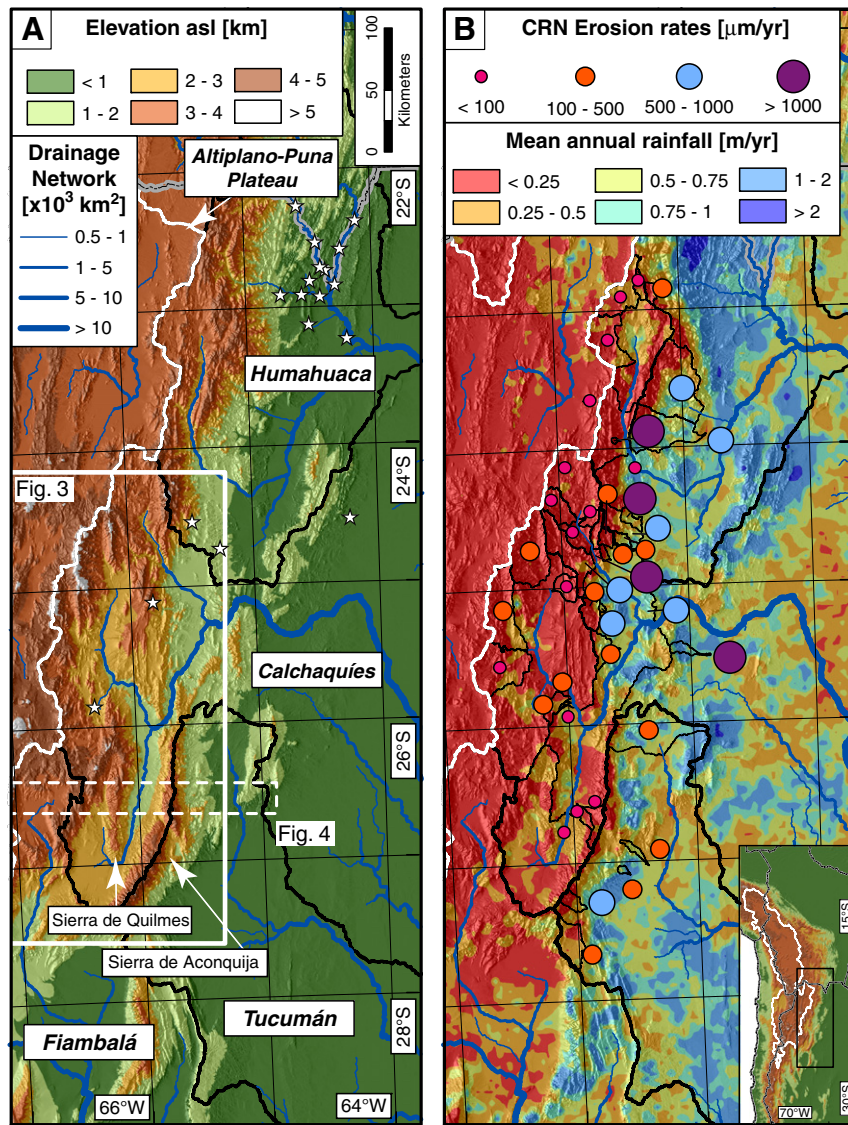 A
Elevation asl [km]
< 1
2 - 3
4 - 5
1 - 2
3 - 4
> 5
100
50
0
Kilometers
Drainage
Network
[x10³ km²]
0.5 - 1
1 - 5
5 - 10
> 10
Altiplano-Puna
Plateau
22°S
Humahuaca
24°S
Fig. 3
Calchaquíes
26°S
Fig. 4
Sierra de Quilmes
Sierra de Aconquija
Tucumán
28°S
Fiambalá
66°W
64°W
B
CRN Erosion rates [μm/yr]
< 100
100 - 500
500 - 1000
> 1000
Mean annual rainfall [m/yr]
< 0.25
0.5 - 0.75
1 - 2
0.25 - 0.5
0.75 - 1
> 2
15°S
70°W
30°S